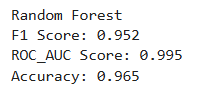 Random Forest
F1 Score: 0.952
ROC_AUC Score: 0.995
Accuracy: 0.965